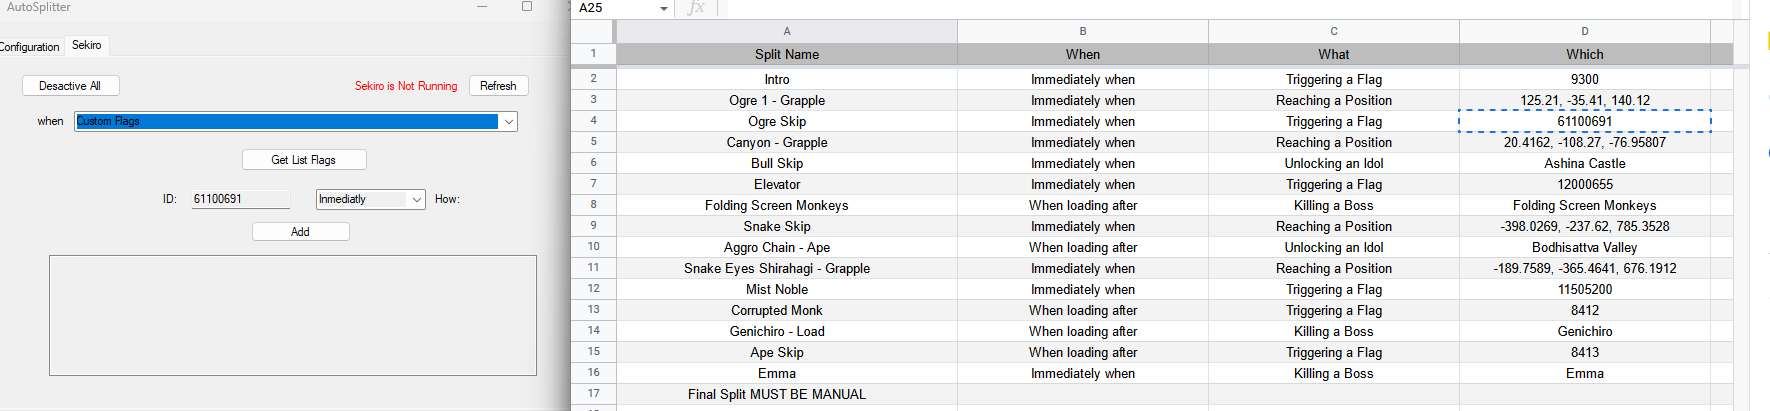 AutoSplitter
Configuration
Sekiro
Desactive All
Sekiro is Not Running
Refresh
when
Custom Flags
Get List Flags
ID:
61100691
Inmediatly
How:
Add
A25
fx
A B C D
1 Split Name When What Which
2 Intro Immediately when Triggering a Flag 9300
3 Ogre 1 - Grapple Immediately when Reaching a Position 125.21, -35.41, 140.12
4 Ogre Skip Immediately when Triggering a Flag 61100691
5 Canyon - Grapple Immediately when Reaching a Position 20.4162, -108.27, -76.95807
6 Bull Skip Immediately when Unlocking an Idol Ashina Castle
7 Elevator Immediately when Triggering a Flag 12000655
8 Folding Screen Monkeys When loading after Killing a Boss Folding Screen Monkeys
9 Snake Skip Immediately when Reaching a Position -398.0269, -237.62, 785.3528
10 Aggro Chain - Ape When loading after Unlocking an Idol Bodhisattva Valley
11 Snake Eyes Shirahagi - Grapple Immediately when Reaching a Position -189.7589, -365.4641, 676.1912
12 Mist Noble Immediately when Triggering a Flag 11505200
13 Corrupted Monk When loading after Triggering a Flag 8412
14 Genichiro - Load When loading after Killing a Boss Genichiro
15 Ape Skip When loading after Triggering a Flag 8413
16 Emma Immediately when Killing a Boss Emma
17 Final Split MUST BE MANUAL